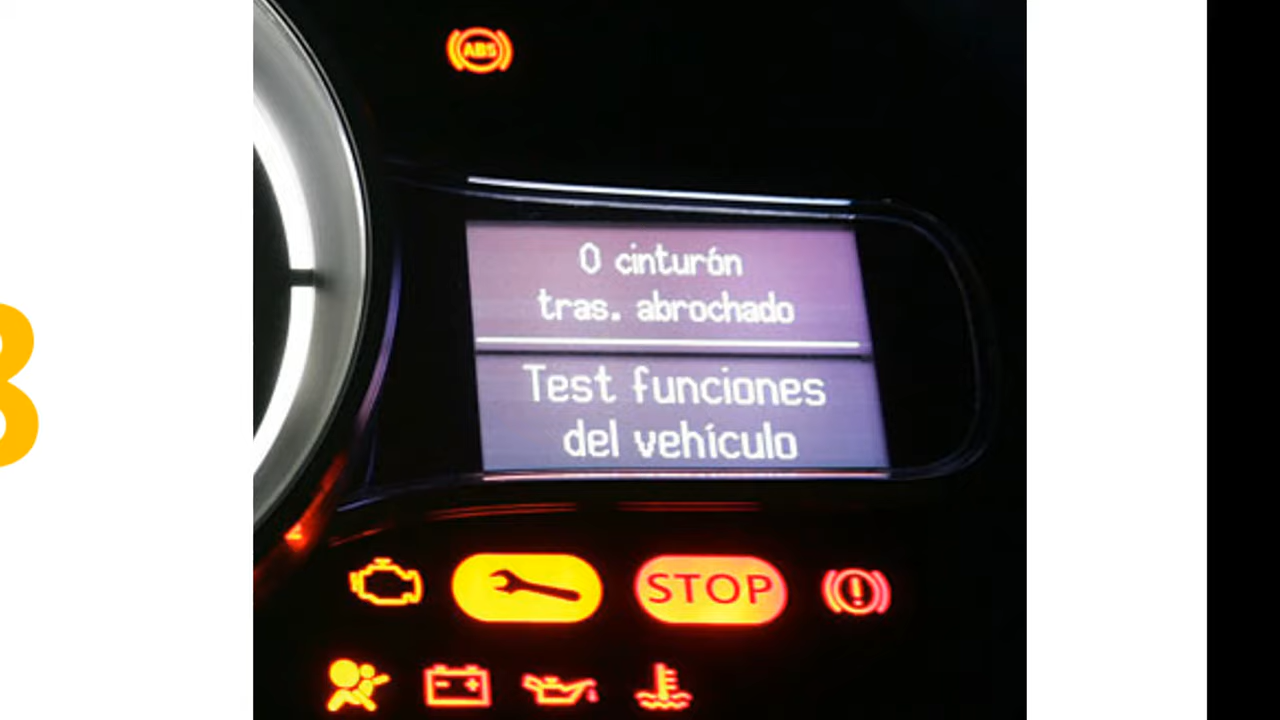 ABS
0 cinturón
tras. abrochado
Test funciones
del vehículo
STOP